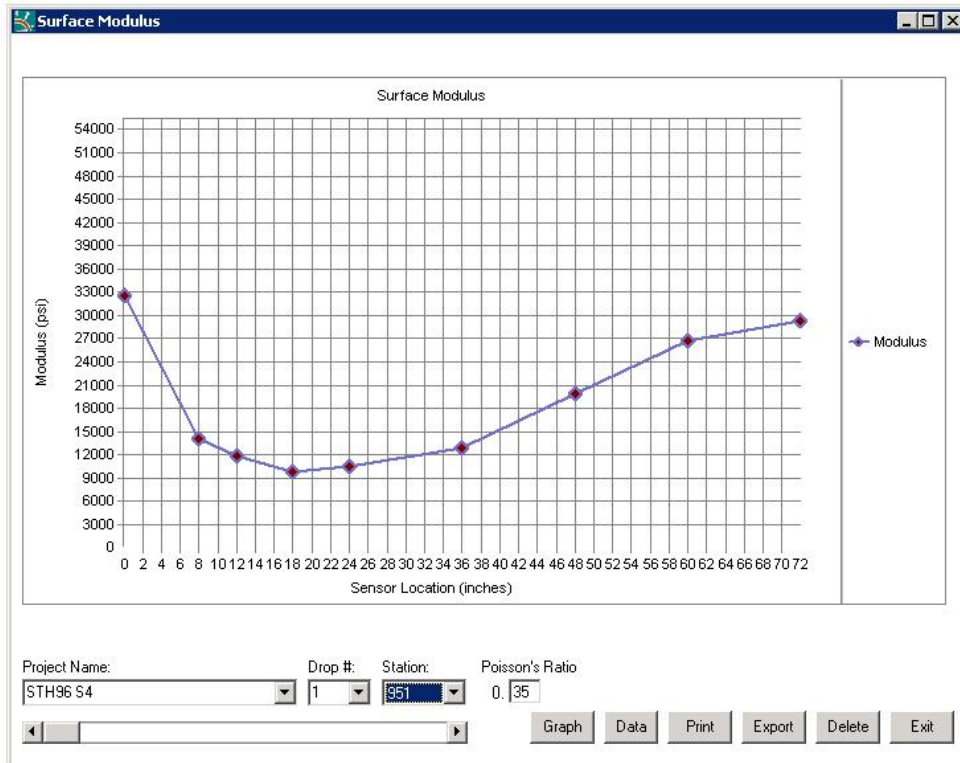 Surface Modulus
Surface Modulus
54000
51000
48000
45000
42000
39000
36000
33000
30000
27000
24000
21000
18000
15000
12000
9000
6000
3000
0
Modulus (psi)
Modulus
0 2 4 6 8 10 12 14 16 18 20 22 24 26 28 30 32 34 36 38 40 42 44 46 48 50 52 54 56 58 60 62 64 66 68 70 72
Sensor Location (inches)
Project Name: Drop #: Station: Poisson's Ratio
STH96 S4 1 951 0. 35
Graph Data Print Export Delete Exit